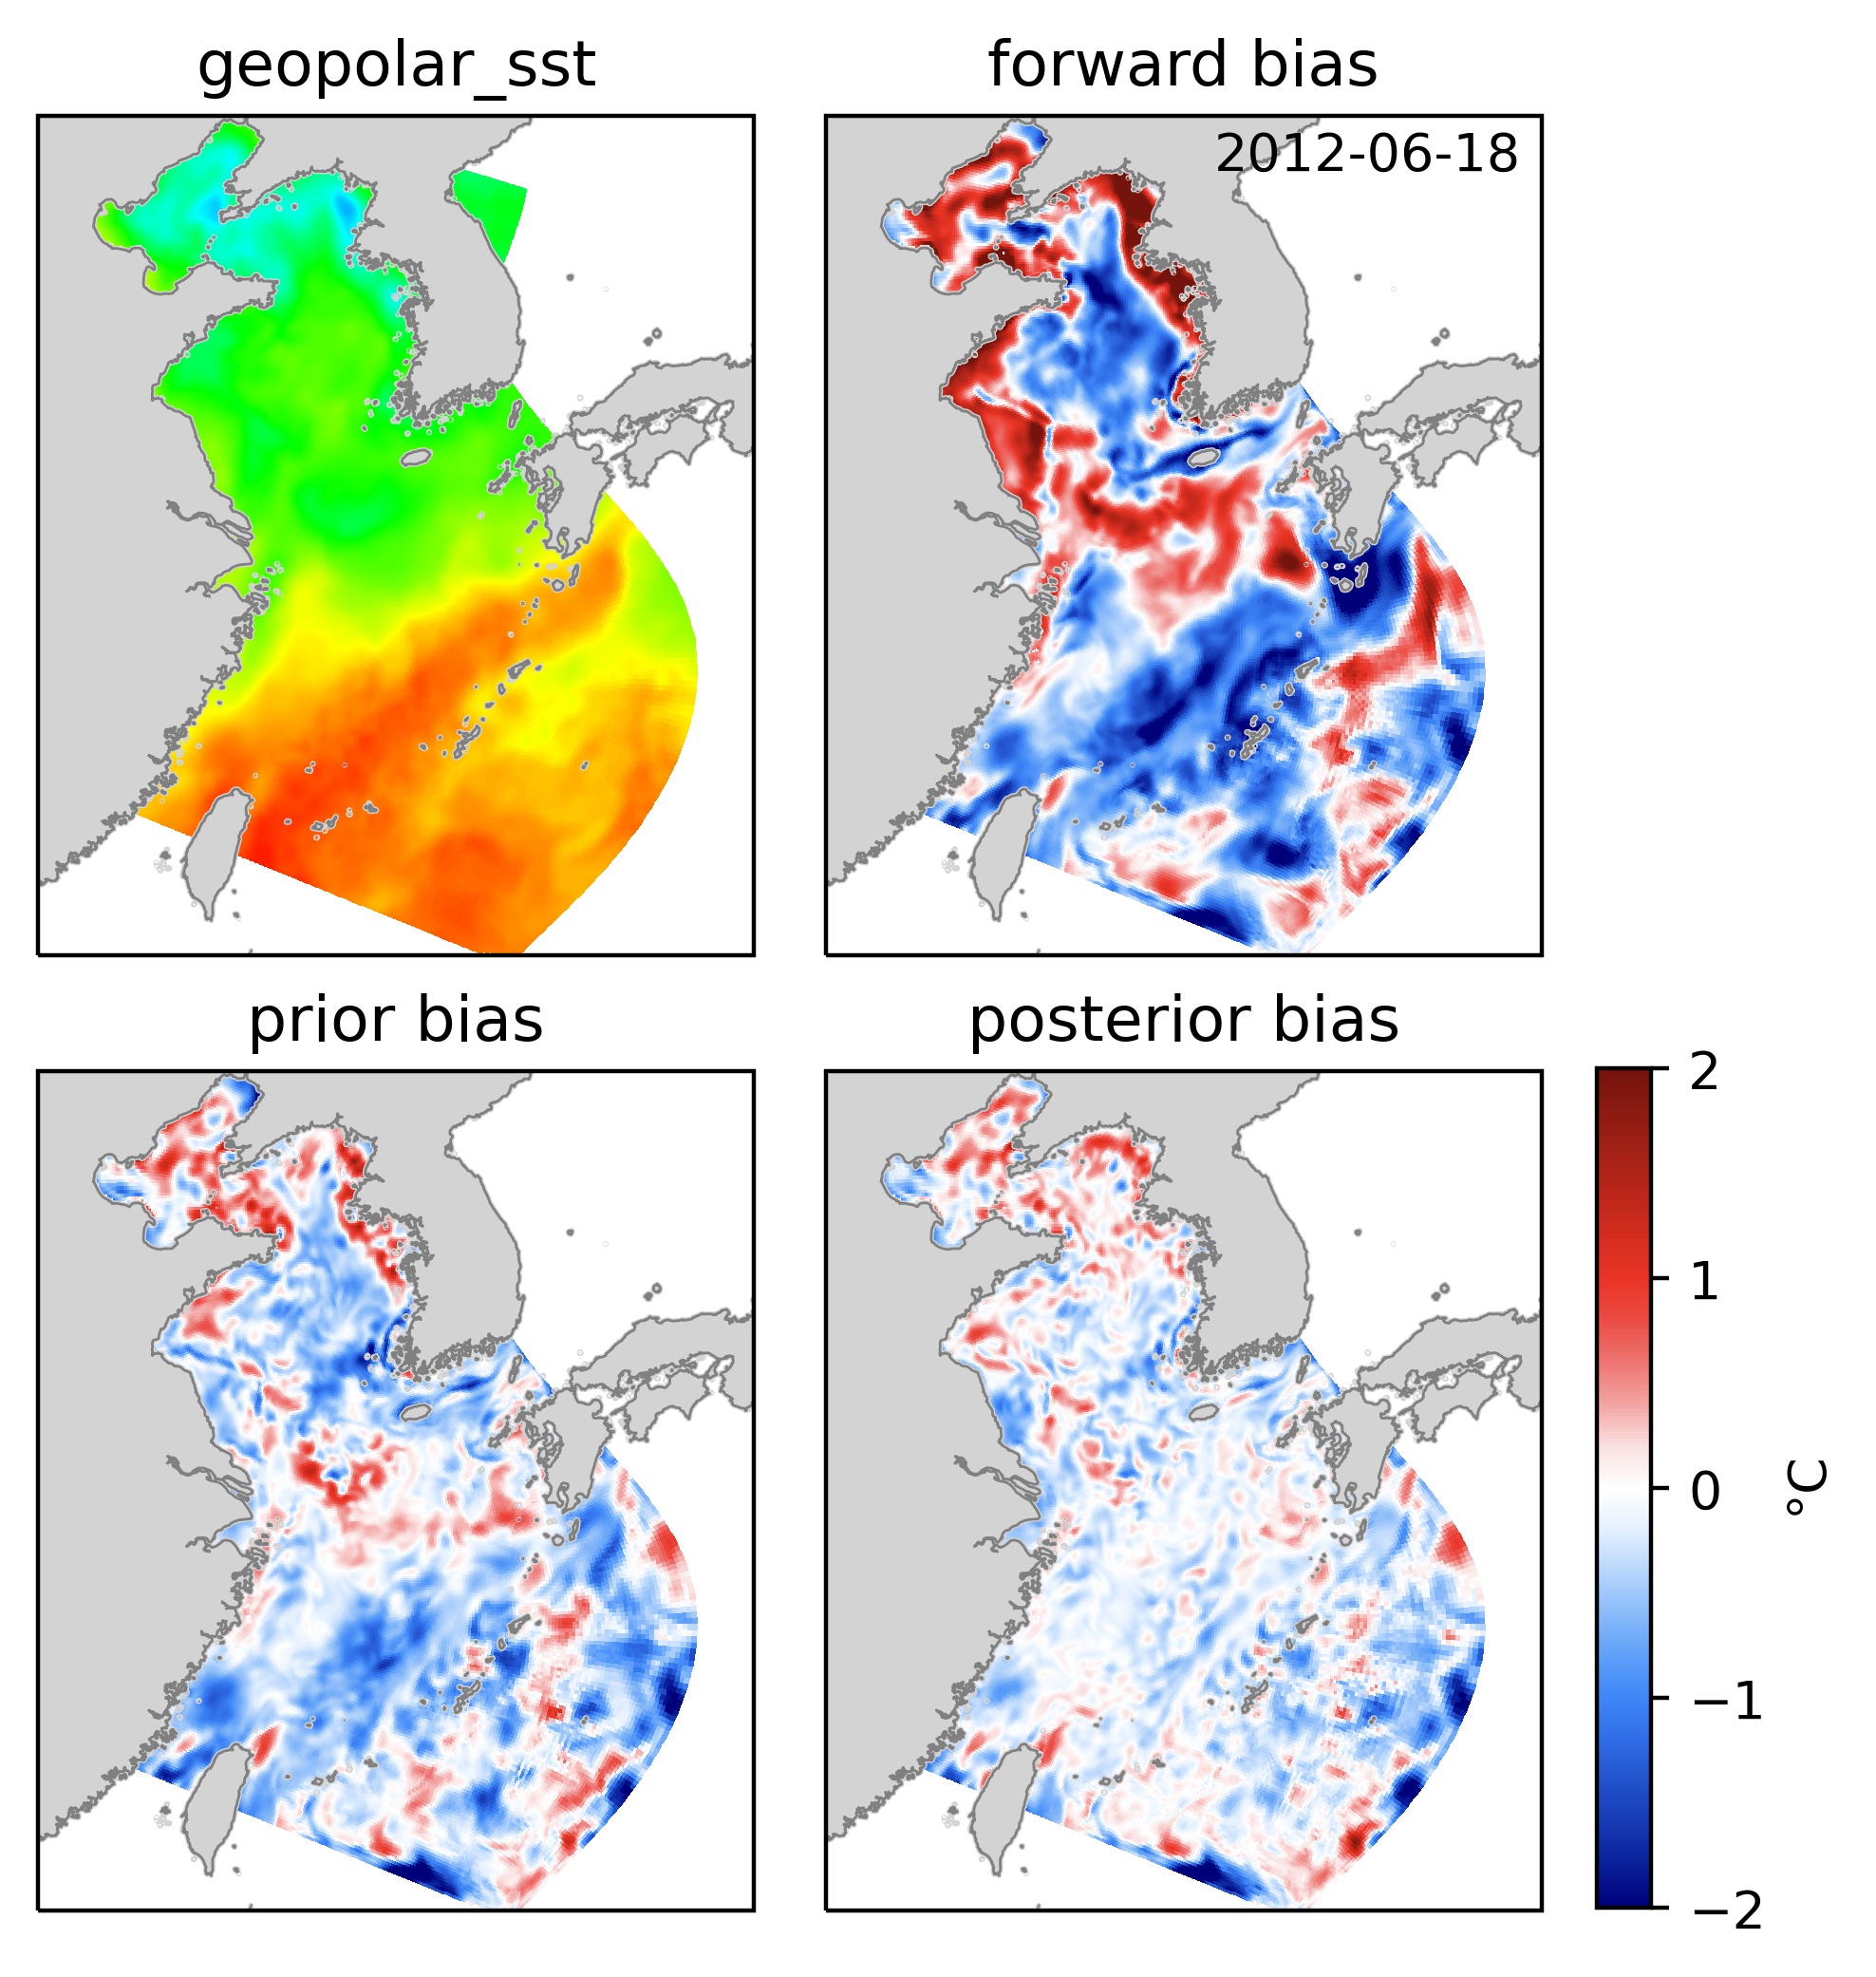 geopolar_sst
forward bias
2012-06-18
prior bias
posterior bias
2
1
0
−1
−2
°C